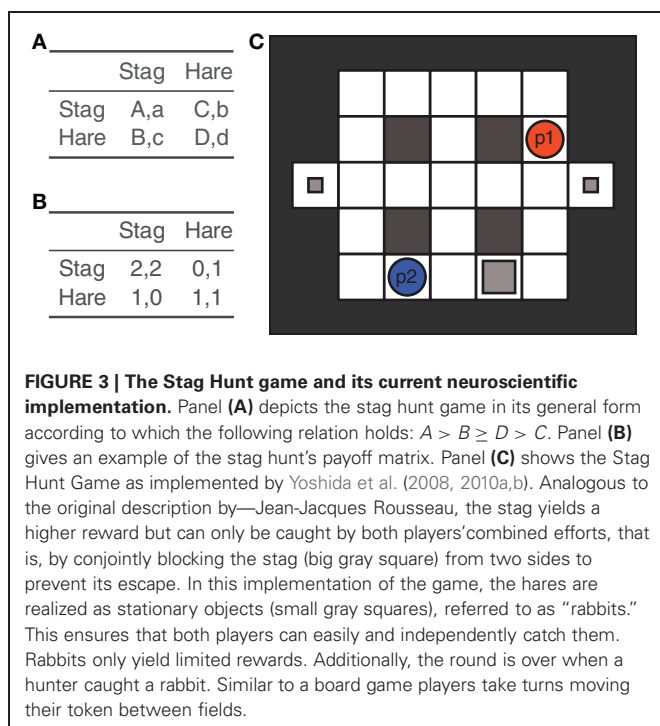 A
Stag Hare
Stag A,a C,b
Hare B,c D,d
B
Stag Hare
Stag 2,2 0,1
Hare 1,0 1,1
C
p1
p2
FIGURE 3 | The Stag Hunt game and its current neuroscientific
implementation. Panel (A) depicts the stag hunt game in its general form
according to which the following relation holds: A > B ≥ D > C. Panel (B)
gives an example of the stag hunt's payoff matrix. Panel (C) shows the Stag
Hunt Game as implemented by Yoshida et al. (2008, 2010a,b). Analogous to
the original description by—Jean-Jacques Rousseau, the stag yields a
higher reward but can only be caught by both players'combined efforts, that
is, by conjointly blocking the stag (big gray square) from two sides to
prevent its escape. In this implementation of the game, the hares are
realized as stationary objects (small gray squares), referred to as “rabbits.”
This ensures that both players can easily and independently catch them.
Rabbits only yield limited rewards. Additionally, the round is over when a
hunter caught a rabbit. Similar to a board game players take turns moving
their token between fields.